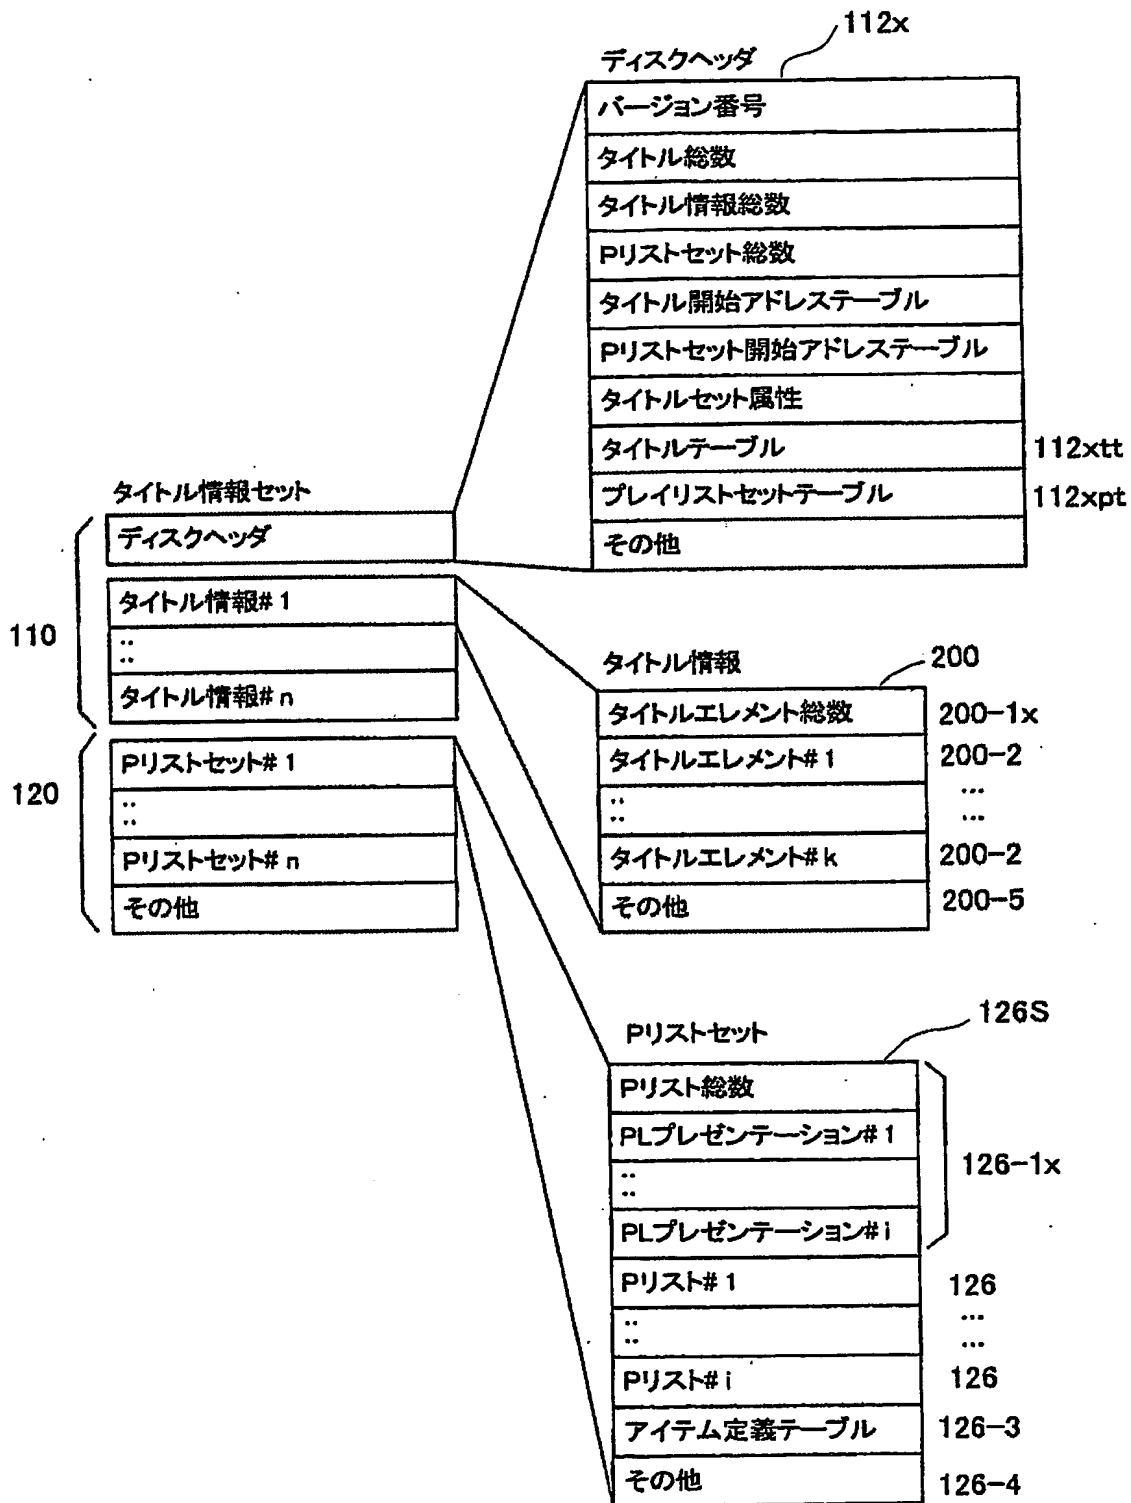 112x
ディスクヘッダ
バージョン番号
タイトル総数
タイトル情報総数
Pリストセット総数
タイトル開始アドレステーブル
Pリストセット開始アドレステーブル
タイトルセット属性
タイトルテーブル 112xtt
プレイリストセットテーブル 112xpt
その他
タイトル情報セット
ディスクヘッダ
110
タイトル情報#1
::
タイトル情報#n
120
Pリストセット#1
::
Pリストセット#n
その他
タイトル情報 200
タイトルエレメント総数 200-1x
タイトルエレメント#1 200-2
:: ... ...
タイトルエレメント#k 200-2
その他 200-5
Pリストセット 126S
Pリスト総数
PLプレゼンテーション#1
::
PLプレゼンテーション#i
126-1x
Pリスト#1 126
:: ... ...
Pリスト#i 126
アイテム定義テーブル 126-3
その他 126-4